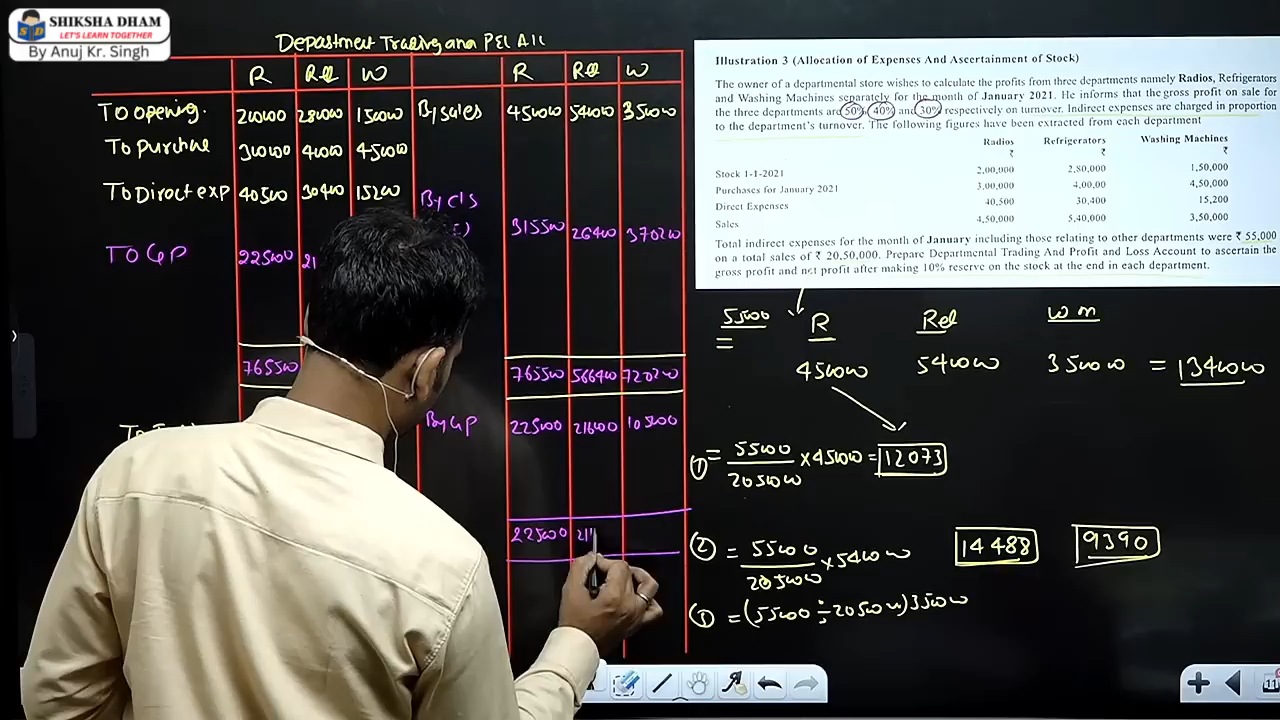 SHIKSHA DHAM
LET'S LEARN TOGETHER
By Anuj Kr. Singh
Department Trading and P&L A/c
R Ref W R Ref W
To opening. 200000 280000 150000 By sales 450000 540000 350000
To purchase 300000 40000 450000
To Direct exp 40500 30400 15200 By C/S
315500 26400 370200
To GP 225000 21
765500 765500 566400 720200
By GP 225000 216000 105000
225000 21
Illustration 3 (Allocation of Expenses And Ascertainment of Stock)
The owner of a departmental store wishes to calculate the profits from three departments namely Radios, Refrigerators
and Washing Machines separately for the month of January 2021. He informs that the gross profit on sale for
the three departments are 50%, 40% and 30% respectively on turnover. Indirect expenses are charged in proportion
to the department's turnover. The following figures have been extracted from each department
Radios Refrigerators Washing Machines
₹ ₹ ₹
Stock 1-1-2021 2,00,000 2,80,000 1,50,000
Purchases for January 2021 3,00,000 4,00,00 4,50,000
Direct Expenses 40,500 30,400 15,200
Sales 4,50,000 5,40,000 3,50,000
Total indirect expenses for the month of January including those relating to other departments were ₹ 55,000
on a total sales of ₹ 20,50,000. Prepare Departmental Trading And Profit and Loss Account to ascertain the
gross profit and net profit after making 10% reserve on the stock at the end in each department.
55000 R Ref W M
=
450000 540000 350000 = 1340000
① = 55000 / 2050000 × 450000 = 12073
② = 55000 / 2050000 × 540000 14488 9390
= (55000 ÷ 2050000) 350000